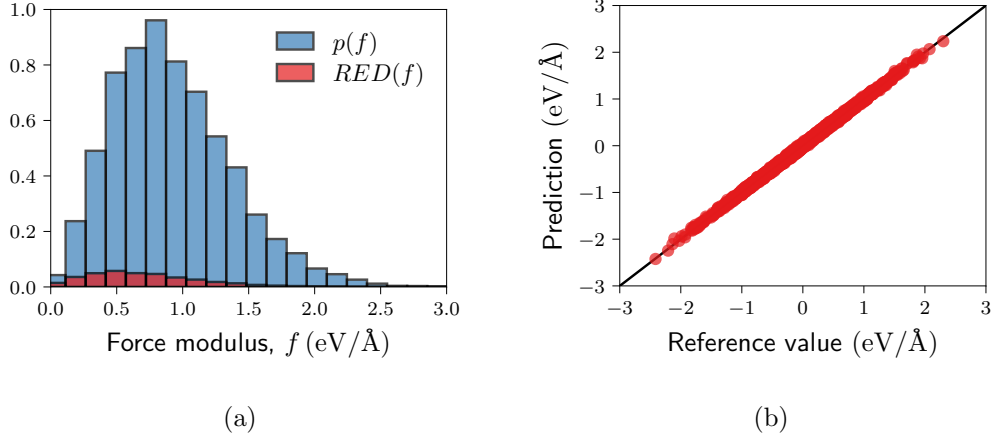 1.0
0.8
0.6
0.4
0.2
0.0
p(f)
RED(f)
0.0 0.5 1.0 1.5 2.0 2.5 3.0
Force modulus, f (eV/Å)
(a)
3
2
1
0
−1
−2
−3
Prediction (eV/Å)
−3 −2 −1 0 1 2 3
Reference value (eV/Å)
(b)